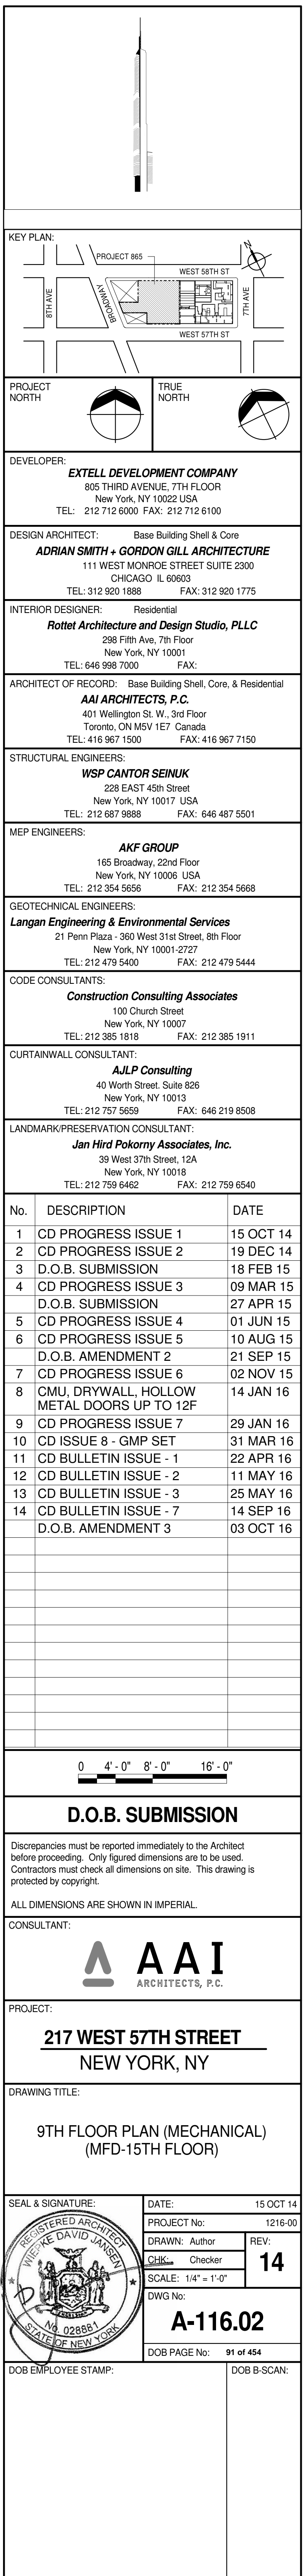 KEY PLAN:
N
PROJECT 865
WEST 58TH ST
8TH AVE
BROADWAY
7TH AVE
WEST 57TH ST
PROJECT
NORTH
TRUE
NORTH
DEVELOPER:
EXTELL DEVELOPMENT COMPANY
805 THIRD AVENUE, 7TH FLOOR
New York, NY 10022 USA
TEL: 212 712 6000 FAX: 212 712 6100
DESIGN ARCHITECT: Base Building Shell & Core
ADRIAN SMITH + GORDON GILL ARCHITECTURE
111 WEST MONROE STREET SUITE 2300
CHICAGO IL 60603
TEL: 312 920 1888 FAX: 312 920 1775
INTERIOR DESIGNER: Residential
Rottet Architecture and Design Studio, PLLC
298 Fifth Ave, 7th Floor
New York, NY 10001
TEL: 646 998 7000 FAX:
ARCHITECT OF RECORD: Base Building Shell, Core, & Residential
AAI ARCHITECTS, P.C.
401 Wellington St. W., 3rd Floor
Toronto, ON M5V 1E7 Canada
TEL: 416 967 1500 FAX: 416 967 7150
STRUCTURAL ENGINEERS:
WSP CANTOR SEINUK
228 EAST 45th Street
New York, NY 10017 USA
TEL: 212 687 9888 FAX: 646 487 5501
MEP ENGINEERS:
AKF GROUP
165 Broadway, 22nd Floor
New York, NY 10006 USA
TEL: 212 354 5656 FAX: 212 354 5668
GEOTECHNICAL ENGINEERS:
Langan Engineering & Environmental Services
21 Penn Plaza - 360 West 31st Street, 8th Floor
New York, NY 10001-2727
TEL: 212 479 5400 FAX: 212 479 5444
CODE CONSULTANTS:
Construction Consulting Associates
100 Church Street
New York, NY 10007
TEL: 212 385 1818 FAX: 212 385 1911
CURTAINWALL CONSULTANT:
AJLP Consulting
40 Worth Street. Suite 826
New York, NY 10013
TEL: 212 757 5659 FAX: 646 219 8508
LANDMARK/PRESERVATION CONSULTANT:
Jan Hird Pokorny Associates, Inc.
39 West 37th Street, 12A
New York, NY 10018
TEL: 212 759 6462 FAX: 212 759 6540
No. DESCRIPTION DATE
1 CD PROGRESS ISSUE 1 15 OCT 14
2 CD PROGRESS ISSUE 2 19 DEC 14
3 D.O.B. SUBMISSION 18 FEB 15
4 CD PROGRESS ISSUE 3 09 MAR 15
D.O.B. SUBMISSION 27 APR 15
5 CD PROGRESS ISSUE 4 01 JUN 15
6 CD PROGRESS ISSUE 5 10 AUG 15
D.O.B. AMENDMENT 2 21 SEP 15
7 CD PROGRESS ISSUE 6 02 NOV 15
8 CMU, DRYWALL, HOLLOW 14 JAN 16
METAL DOORS UP TO 12F
9 CD PROGRESS ISSUE 7 29 JAN 16
10 CD ISSUE 8 - GMP SET 31 MAR 16
11 CD BULLETIN ISSUE - 1 22 APR 16
12 CD BULLETIN ISSUE - 2 11 MAY 16
13 CD BULLETIN ISSUE - 3 25 MAY 16
14 CD BULLETIN ISSUE - 7 14 SEP 16
D.O.B. AMENDMENT 3 03 OCT 16
0 4' - 0" 8' - 0" 16' - 0"
D.O.B. SUBMISSION
Discrepancies must be reported immediately to the Architect
before proceeding. Only figured dimensions are to be used.
Contractors must check all dimensions on site. This drawing is
protected by copyright.
ALL DIMENSIONS ARE SHOWN IN IMPERIAL.
CONSULTANT:
AAI
ARCHITECTS, P.C.
PROJECT:
217 WEST 57TH STREET
NEW YORK, NY
DRAWING TITLE:
9TH FLOOR PLAN (MECHANICAL)
(MFD-15TH FLOOR)
SEAL & SIGNATURE:
REGISTERED ARCHITECT
DAVID JANSEN
No. 028881
STATE OF NEW YORK
DATE: 15 OCT 14
PROJECT No: 1216-00
DRAWN: Author
CHK: Checker
SCALE: 1/4" = 1'-0"
REV:
14
DWG No:
A-116.02
DOB PAGE No: 91 of 454
DOB EMPLOYEE STAMP:
DOB B-SCAN: